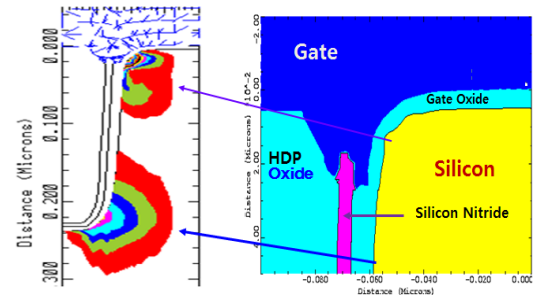 0.000
0.100
0.200
.300
Distance (Microns)
-2.00
0.00
2.00
4.00
Distance (Microns)
10^-2
Gate
Gate Oxide
HDP
Oxide
Silicon
Silicon Nitride
-0.080
-0.060
-0.040
-0.020
0.000
Distance (Microns)